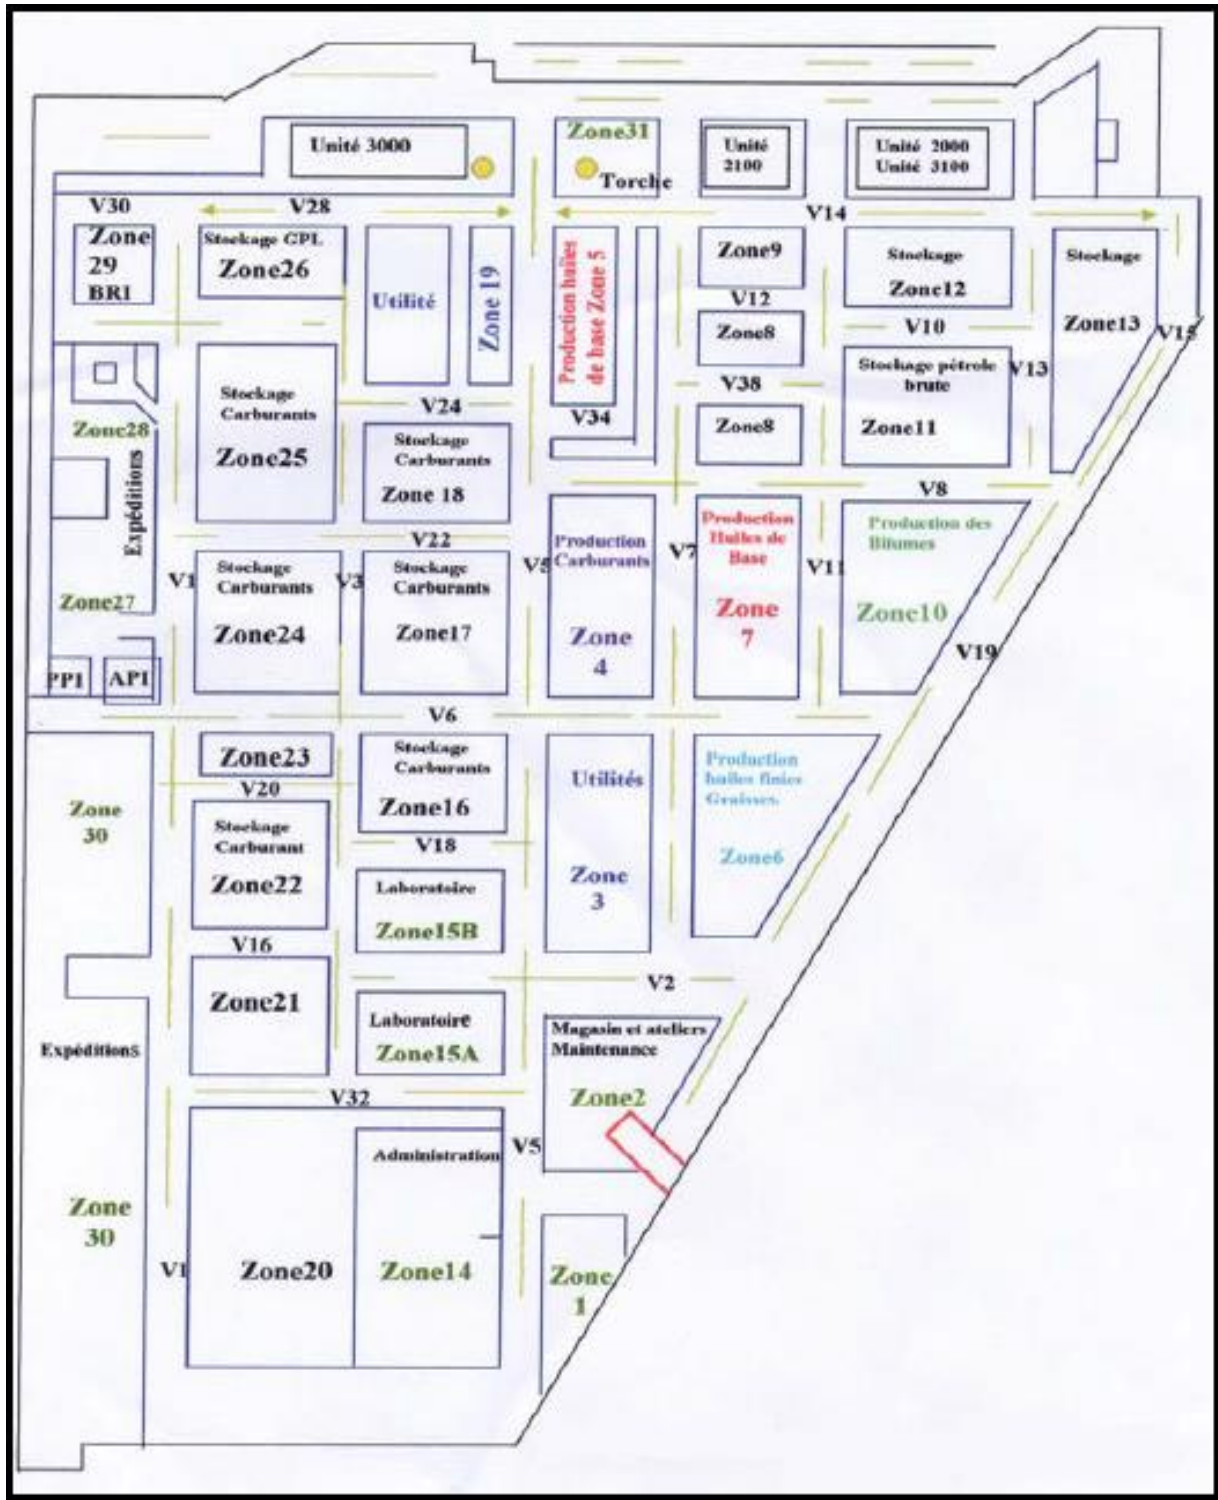 Unité 3000
Zone31
Torche
Unité
2100
Unité 2000
Unité 3100
V30
V28
V14
Zone
29
BRI
Stockage GPL
Zone26
Utilité
Zone 19
Production huiles
de base Zone 5
Zone9
V12
Zone8
V38
Zone8
Stockage
Zone12
V10
Stockage
Zone13
V15
V13
Stockage pétrole
brute
Zone11
V8
Zone28
Expéditions
Zone27
PP1
API
Stockage
Carburants
Zone25
V24
V34
Stockage
Carburants
Zone 18
V22
V1
Stockage
Carburants
Zone24
V3
Stockage
Carburants
Zone17
V5
Production
Carburants
Zone
4
V7
Production
Huiles de
Base
Zone
7
V11
Production des
Bitumes
Zone10
V19
V6
Zone
30
Zone23
V20
Stockage
Carburant
Zone22
V16
Zone21
Stockage
Carburants
Zone16
V18
Laboratoire
Zone15B
Utilités
Zone
3
Production
huiles finies
Graisses.
Zone6
V2
Laboratoire
Zone15A
Expéditions
Magasin et ateliers
Maintenance
Zone2
V32
V5
Administration
Zone
30
V1
Zone20
Zone14
Zone
1